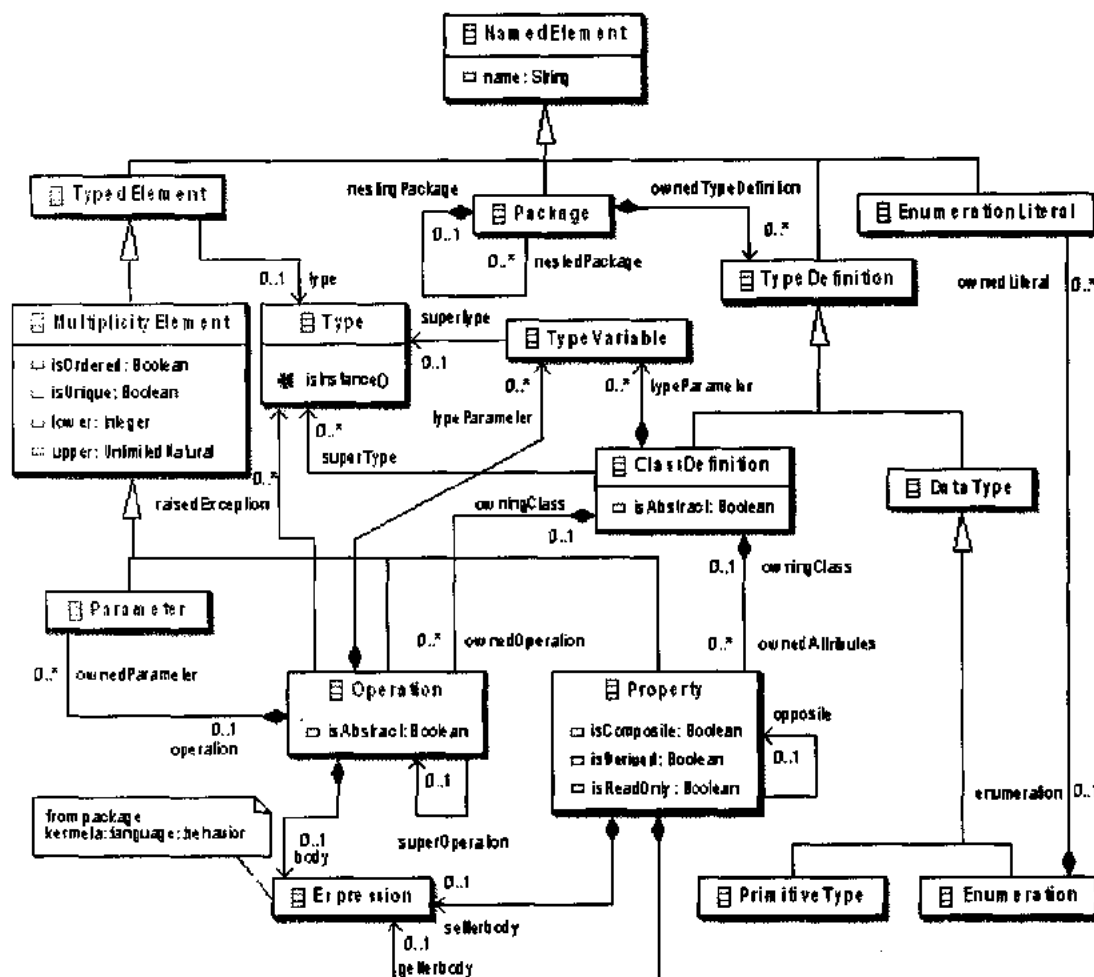 NamedElement
name: String
TypedElement
nestingPackage
ownedTypeDefinition
Package
EnumerationLiteral
0..1
0..*
0..*
nestedPackage
TypeDefinition
0..1
type
ownedLiteral
0..*
MultiplicityElement
Type
superType
TypeVariable
isOrdered: Boolean
isUnique: Boolean
lower: Integer
upper: Unlimited Natural
isInstance()
0..1
0..*
0..*
typeParameter
typeParameter
0..*
superType
ClassDefinition
DataType
0..*
raisedException
owningClass
isAbstract: Boolean
0..1
0..1
owningClass
Parameter
0..*
ownedOperation
0..*
ownedAttributes
0..*
ownedParameter
Operation
Property
isAbstract: Boolean
0..1
operation
isComposite: Boolean
isDerived: Boolean
isReadOnly: Boolean
opposite
0..1
0..1
superOperation
enumeration
0..1
from package
kermeta::language::behavior
0..1
body
Expression
0..1
setterbody
PrimitiveType
Enumeration
0..1
getterbody